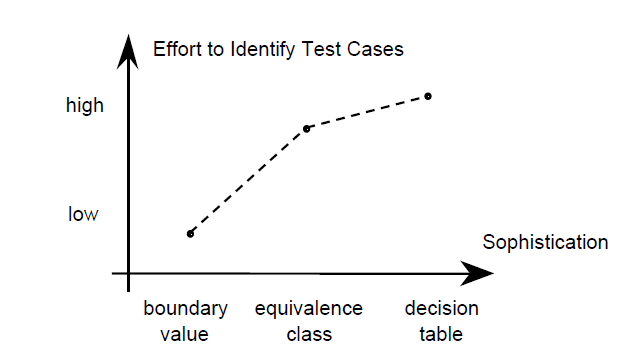 Effort to Identify Test Cases
high
low
Sophistication
boundary
value
equivalence
class
decision
table